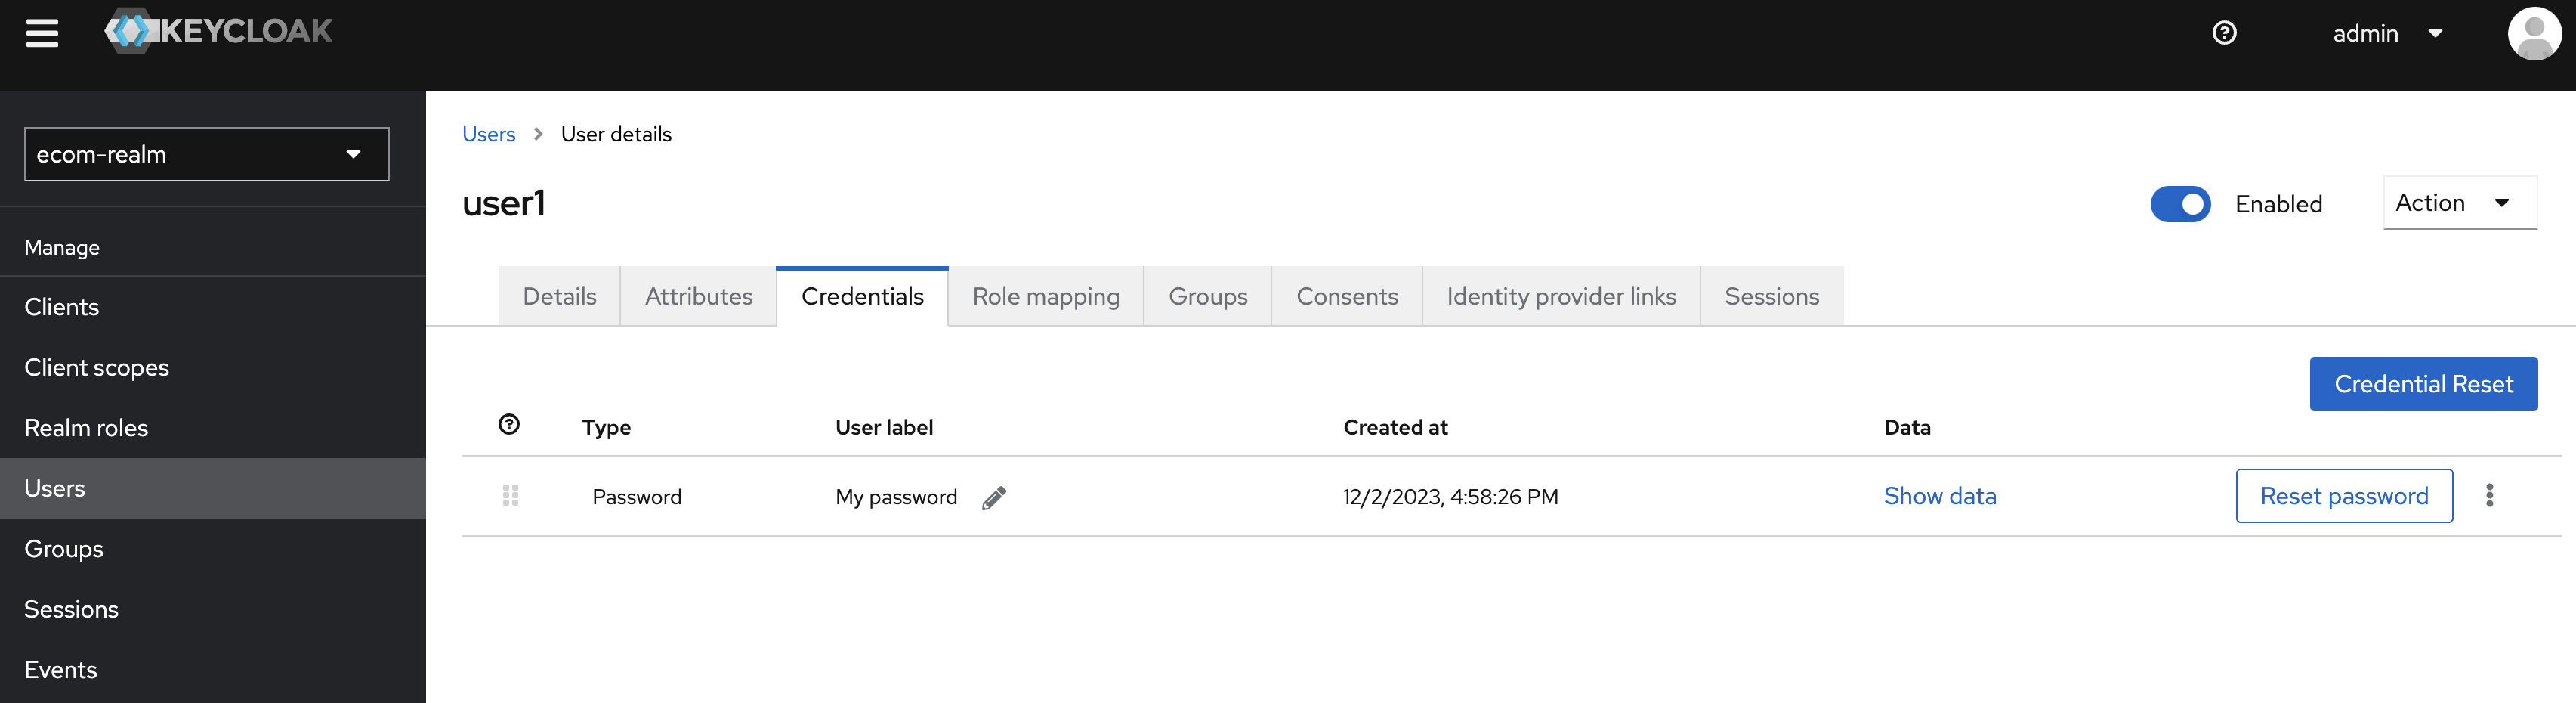 KEYCLOAK
admin
ecom-realm
Manage
Clients
Client scopes
Realm roles
Users
Groups
Sessions
Events
Users > User details
user1
Enabled
Action
Details Attributes Credentials Role mapping Groups Consents Identity provider links Sessions
Credential Reset
Type User label Created at Data
Password My password 12/2/2023, 4:58:26 PM Show data Reset password